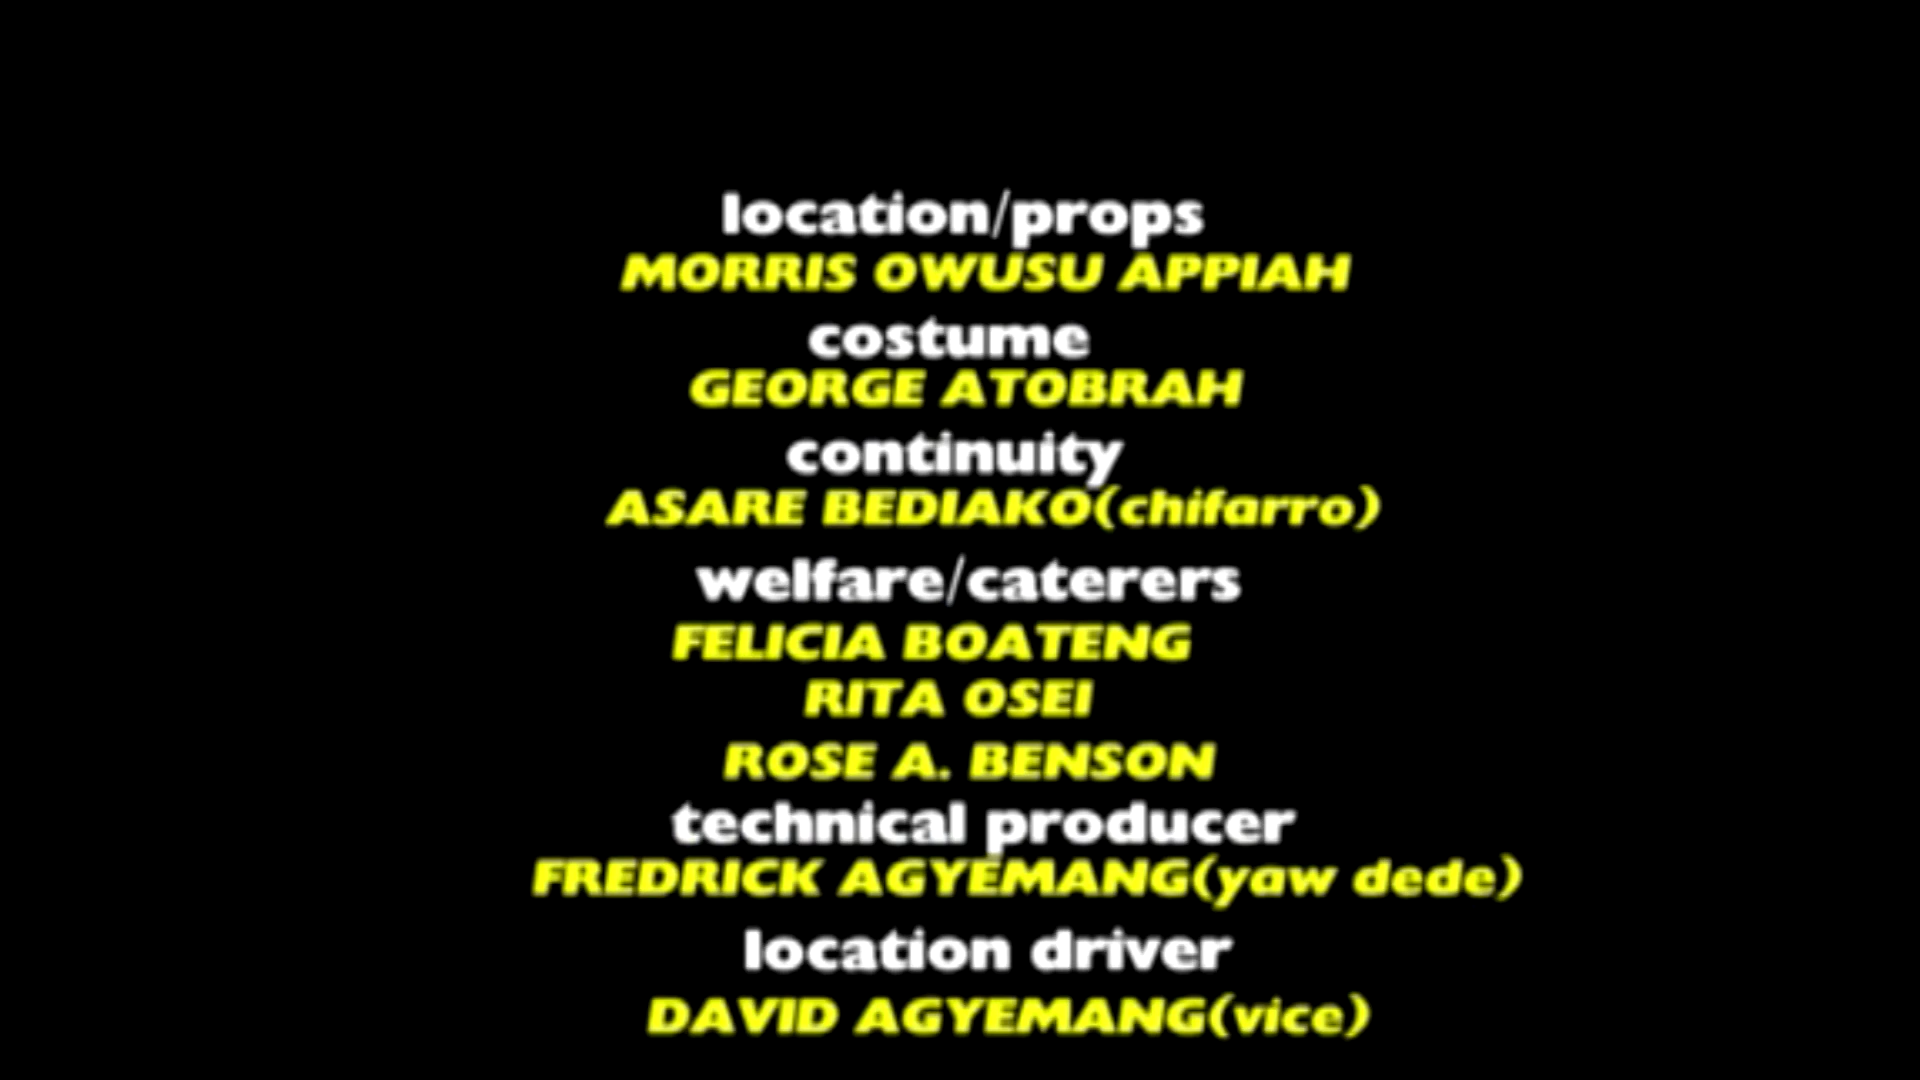 location/props
MORRIS OWUSU APPIAH
costume
GEORGE ATOBRAH
continuity
ASARE BEDIAKO(chifarro)
welfare/caterers
FELICIA BOATENG
RITA OSEI
ROSE A. BENSON
technical producer
FREDRICK AGYEMANG(yaw dede)
location driver
DAVID AGYEMANG(vice)